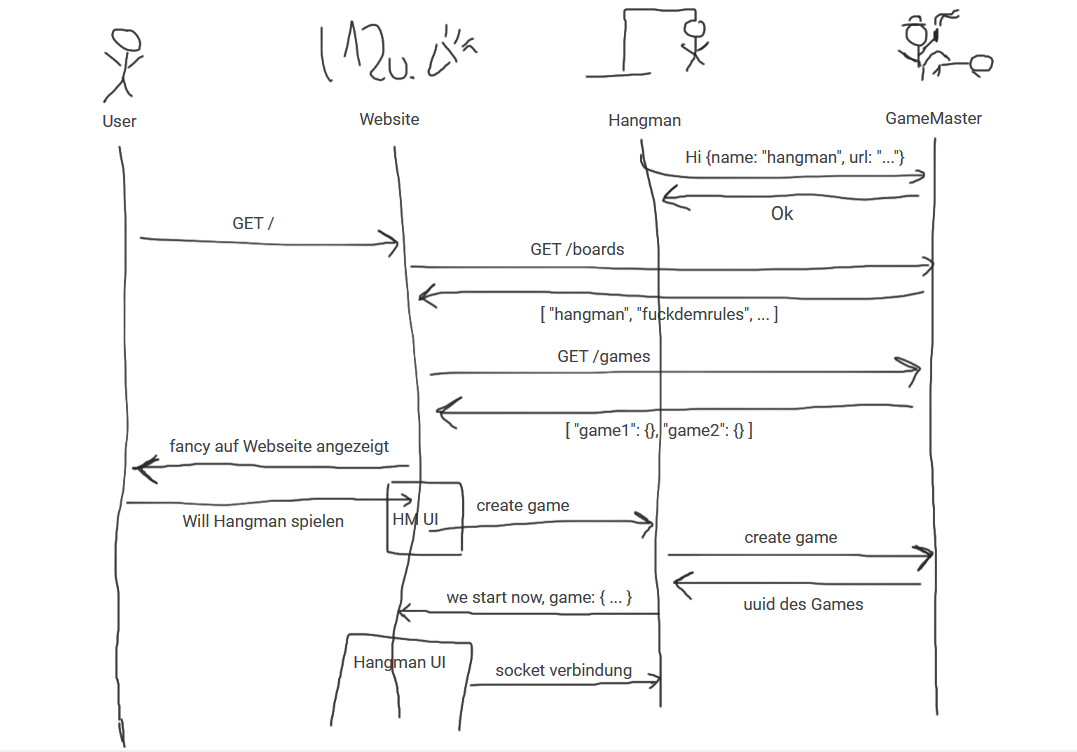 User
Website
Hangman
GameMaster
Hi {name: "hangman", url: "..."}
Ok
GET /
GET /boards
[ "hangman", "fuckdemrules", ... ]
GET /games
[ "game1": {}, "game2": {} ]
fancy auf Webseite angezeigt
Will Hangman spielen
HM UI
create game
create game
we start now, game: { ... }
uuid des Games
Hangman UI
socket verbindung